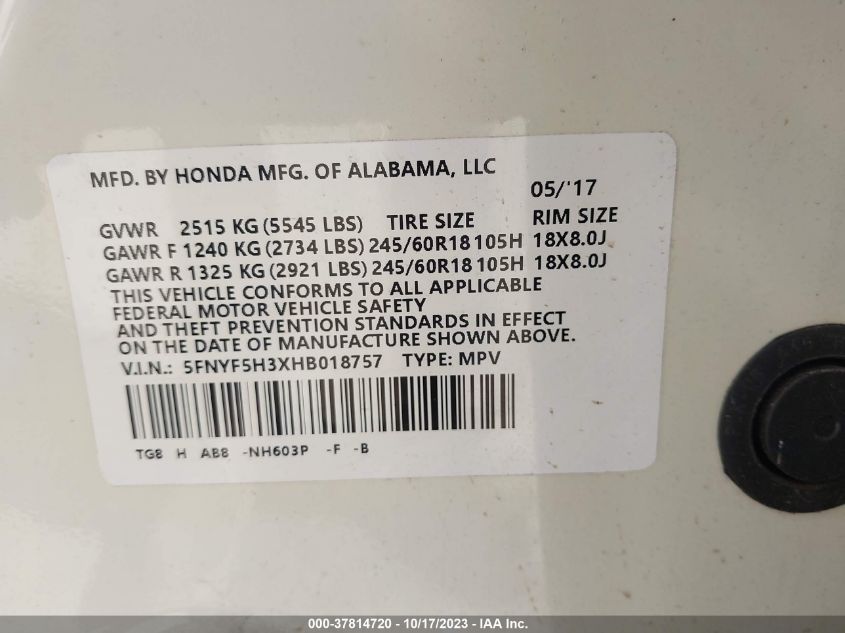 MFD. BY HONDA MFG. OF ALABAMA, LLC
05/'17
GVWR 2515 KG (5545 LBS) TIRE SIZE RIM SIZE
GAWR F 1240 KG (2734 LBS) 245/60R18 105H 18X8.0J
GAWR R 1325 KG (2921 LBS) 245/60R18 105H 18X8.0J
THIS VEHICLE CONFORMS TO ALL APPLICABLE
FEDERAL MOTOR VEHICLE SAFETY
AND THEFT PREVENTION STANDARDS IN EFFECT
ON THE DATE OF MANUFACTURE SHOWN ABOVE.
V.I.N.: 5FNYF5H3XHB018757 TYPE: MPV
TG8 H AB8 -NH603P -F -B
000-37814720 - 10/17/2023 - IAA Inc.